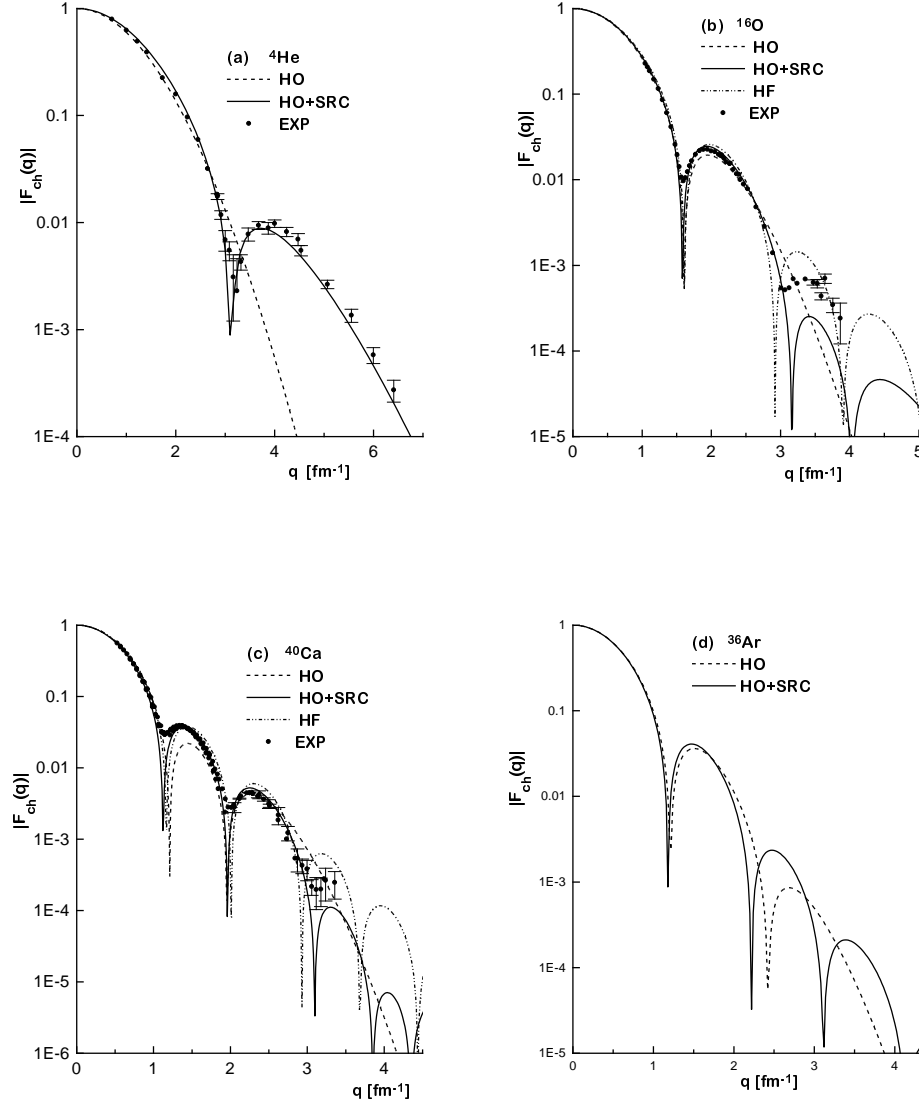 1
0.1
0.01
1E-3
1E-4
|F_ch(q)|
(a) ⁴He
HO
HO+SRC
EXP
0 2 4 6
q [fm⁻¹]
1
0.1
0.01
1E-3
1E-4
1E-5
|F_ch(q)|
(b) ¹⁶O
HO
HO+SRC
HF
EXP
0 1 2 3 4 5
q [fm⁻¹]
1
0.1
0.01
1E-3
1E-4
1E-5
1E-6
|F_ch(q)|
(c) ⁴⁰Ca
HO
HO+SRC
HF
EXP
0 1 2 3 4
q [fm⁻¹]
1
0.1
0.01
1E-3
1E-4
1E-5
|F_ch(q)|
(d) ³⁶Ar
HO
HO+SRC
0 1 2 3 4
q [fm⁻¹]